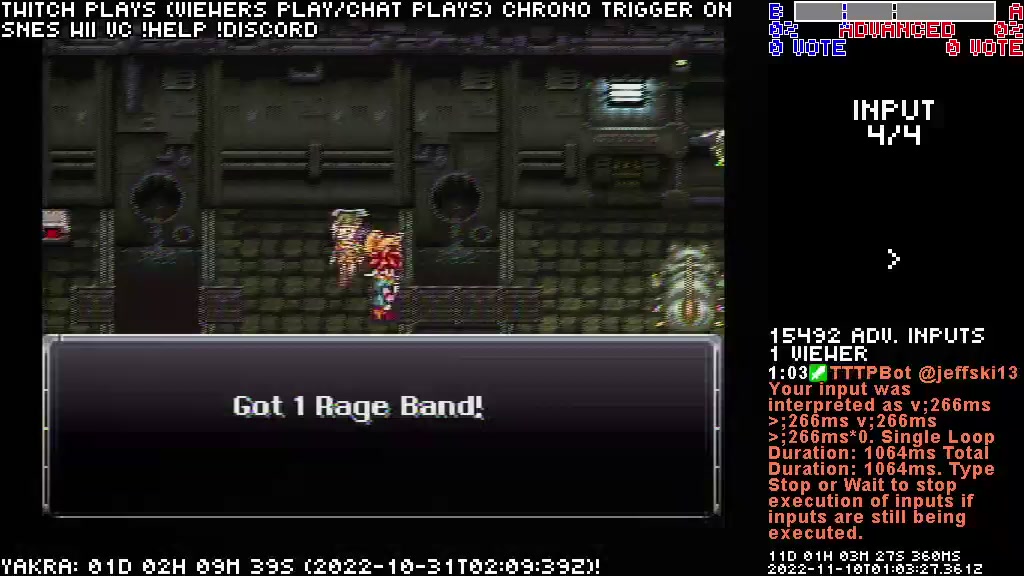 TWITCH PLAYS (VIEWERS PLAY/CHAT PLAYS) CHRONO TRIGGER ON
SNES WII VC !HELP !DISCORD
B A
0% ADVANCED 0%
0 VOTE 0 VOTE
INPUT
4/4
>
Got 1 Rage Band!
15492 ADV. INPUTS
1 VIEWER
1:03 TTTPBot @jeffski13
Your input was
interpreted as v;266ms
>;266ms v;266ms
>;266ms*0. Single Loop
Duration: 1064ms Total
Duration: 1064ms. Type
Stop or Wait to stop
execution of inputs if
inputs are still being
executed.
11D 01H 03M 27S 360MS
2022-11-10T01:03:27.361Z
YAKRA: 01D 02H 09M 39S (2022-10-31T02:09:39Z)!